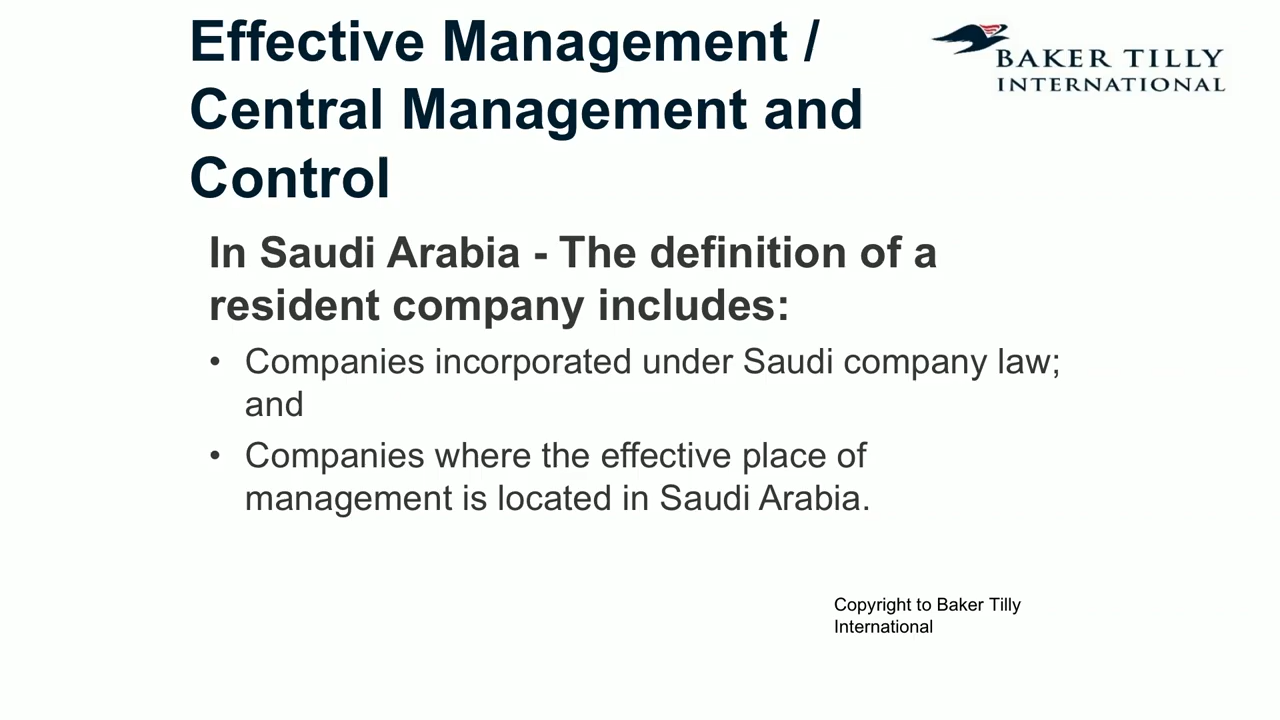 Effective Management /
Central Management and
Control
BAKER TILLY
INTERNATIONAL
In Saudi Arabia - The definition of a
resident company includes:
• Companies incorporated under Saudi company law;
and
• Companies where the effective place of
management is located in Saudi Arabia.
Copyright to Baker Tilly
International